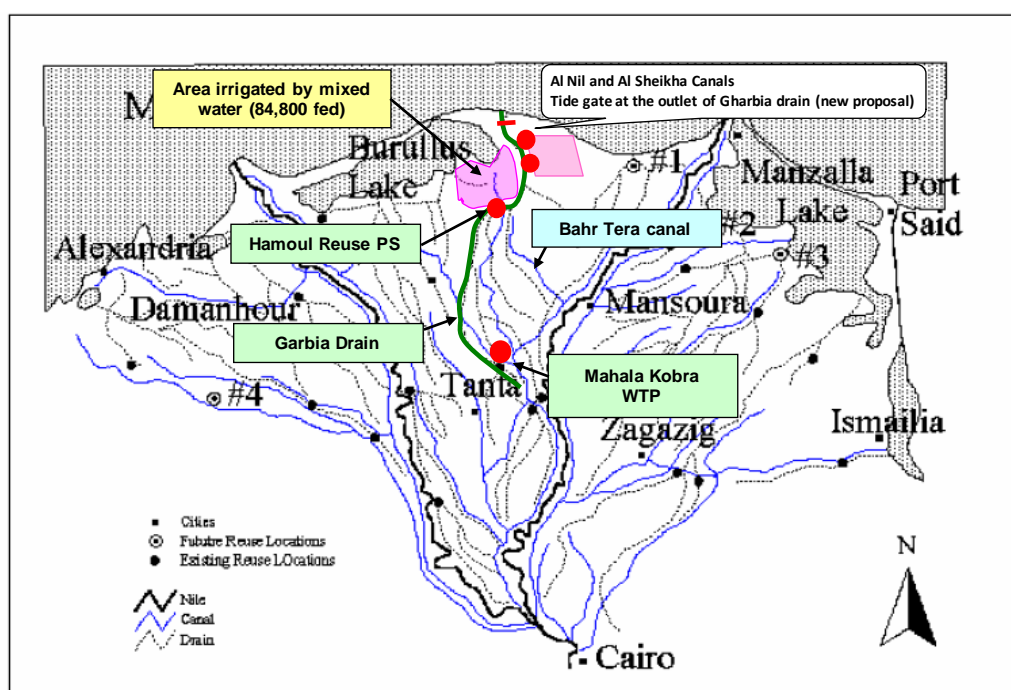 Area irrigated by mixed
water (84,800 fed)
Al Nil and Al Sheikha Canals
Tide gate at the outlet of Gharbia drain (new proposal)
M
Burullus
Lake
#1
Manzalla
Lake
Port
Said
Hamoul Reuse PS
Bahr Tera canal
#2
#3
Alexandria
Damanhour
Mansoura
Garbia Drain
Mahala Kobra
WTP
Tanta
#4
Zagazig
Ismailia
Cities
Future Reuse Locations
Existing Reuse LOcations
Nile
Canal
Drain
N
Cairo